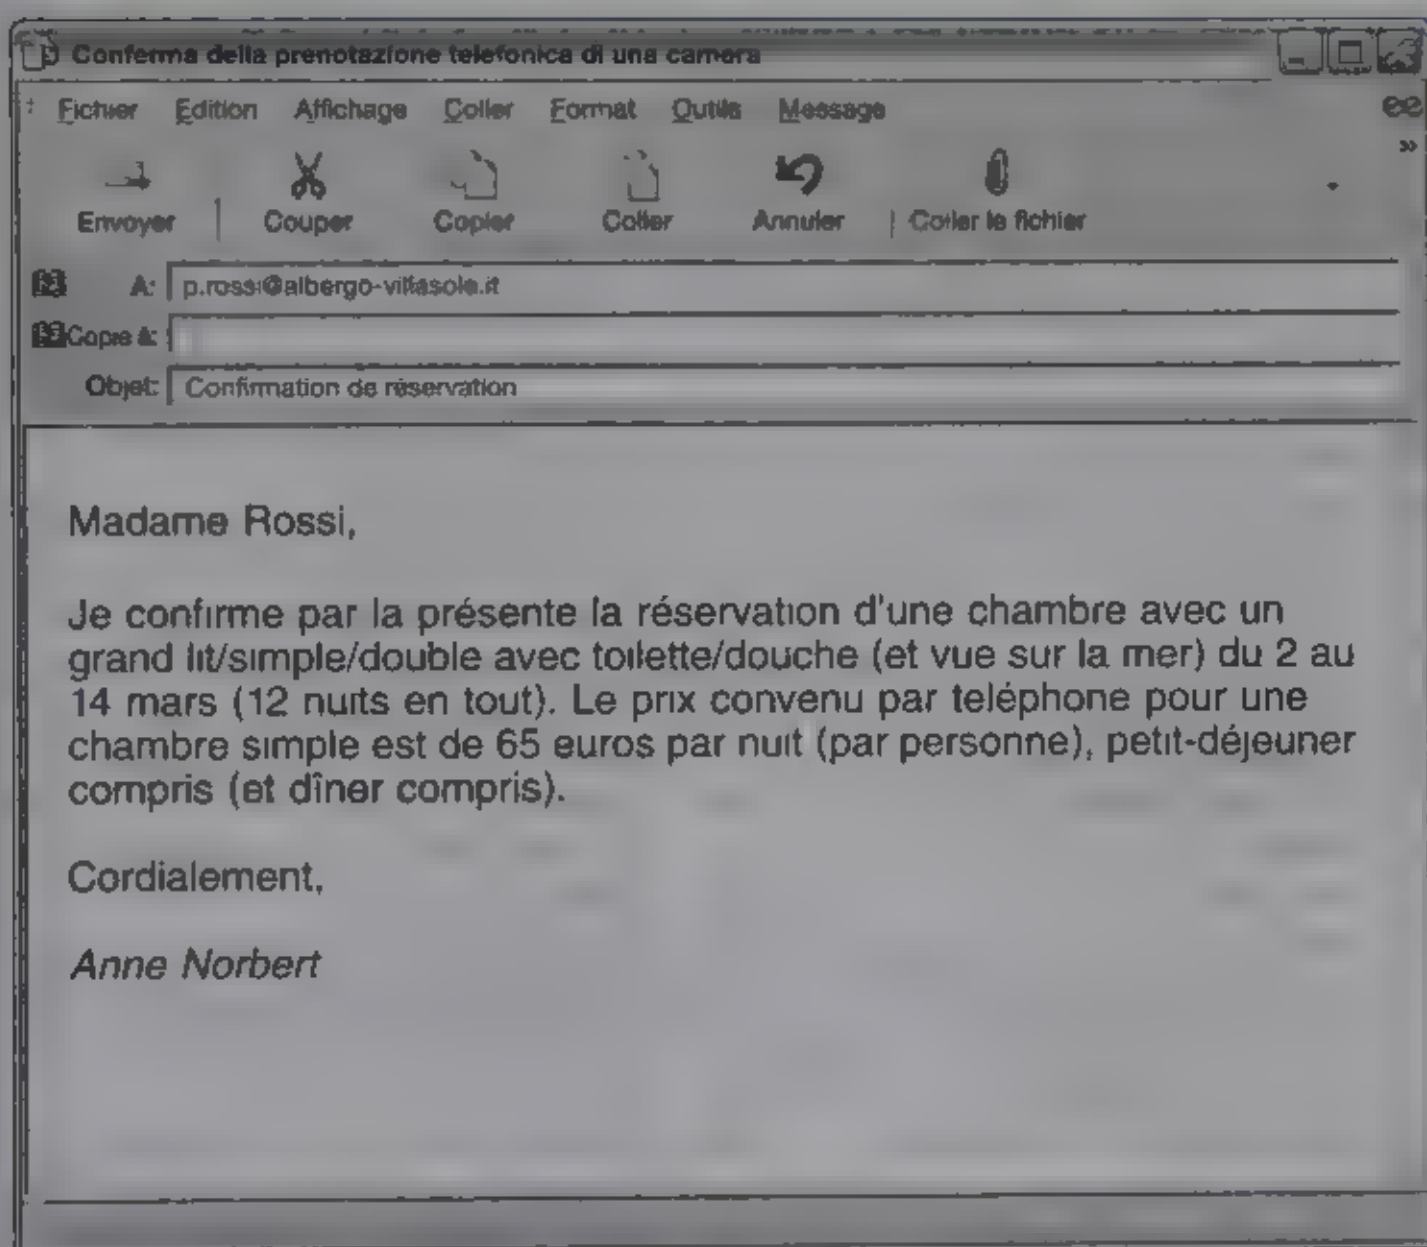 Conferma della prenotazione telefonica di una camera
Fichier Edition Affichage Coller Format Outils Message
Envoyer Couper Copier Coller Annuler Coller le fichier
A: p.rossi@albergo-villasole.it
Copie à:
Objet: Confirmation de réservation
Madame Rossi,
Je confirme par la présente la réservation d'une chambre avec un
grand lit/simple/double avec toilette/douche (et vue sur la mer) du 2 au
14 mars (12 nuits en tout). Le prix convenu par teléphone pour une
chambre simple est de 65 euros par nuit (par personne), petit-déjeuner
compris (et dîner compris).
Cordialement,
Anne Norbert